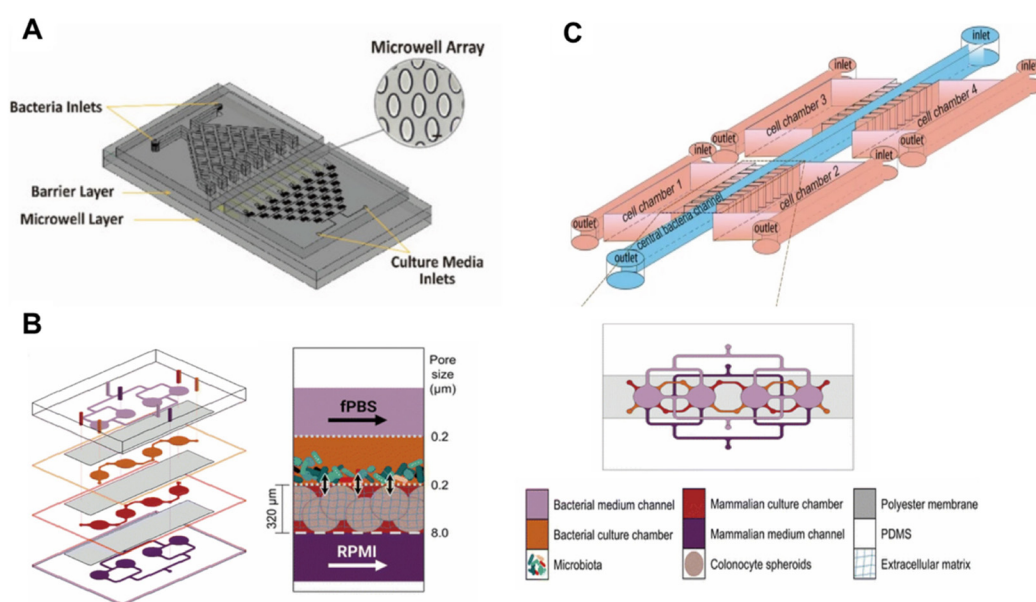 A
Microwell Array
Bacteria Inlets
Barrier Layer
Microwell Layer
Culture Media
Inlets
C
inlet
inlet
cell chamber 3
cell chamber 4
outlet
outlet
inlet
inlet
cell chamber 1
cell chamber 2
central bacteria channel
outlet
outlet
outlet
B
Pore
size
(µm)
fPBS
0.2
0.2
320 µm
8.0
RPMI
Bacterial medium channel
Mammalian culture chamber
Polyester membrane
Bacterial culture chamber
Mammalian medium channel
PDMS
Microbiota
Colonocyte spheroids
Extracellular matrix